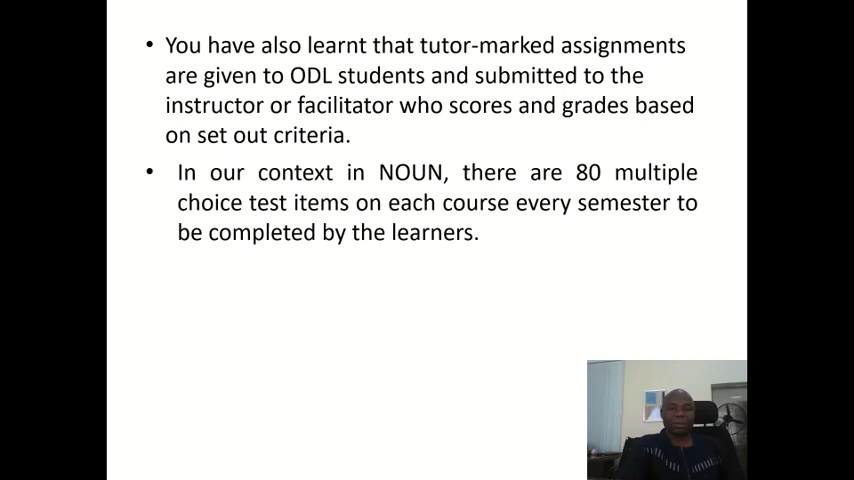 • You have also learnt that tutor-marked assignments
are given to ODL students and submitted to the
instructor or facilitator who scores and grades based
on set out criteria.
• In our context in NOUN, there are 80 multiple
choice test items on each course every semester to
be completed by the learners.